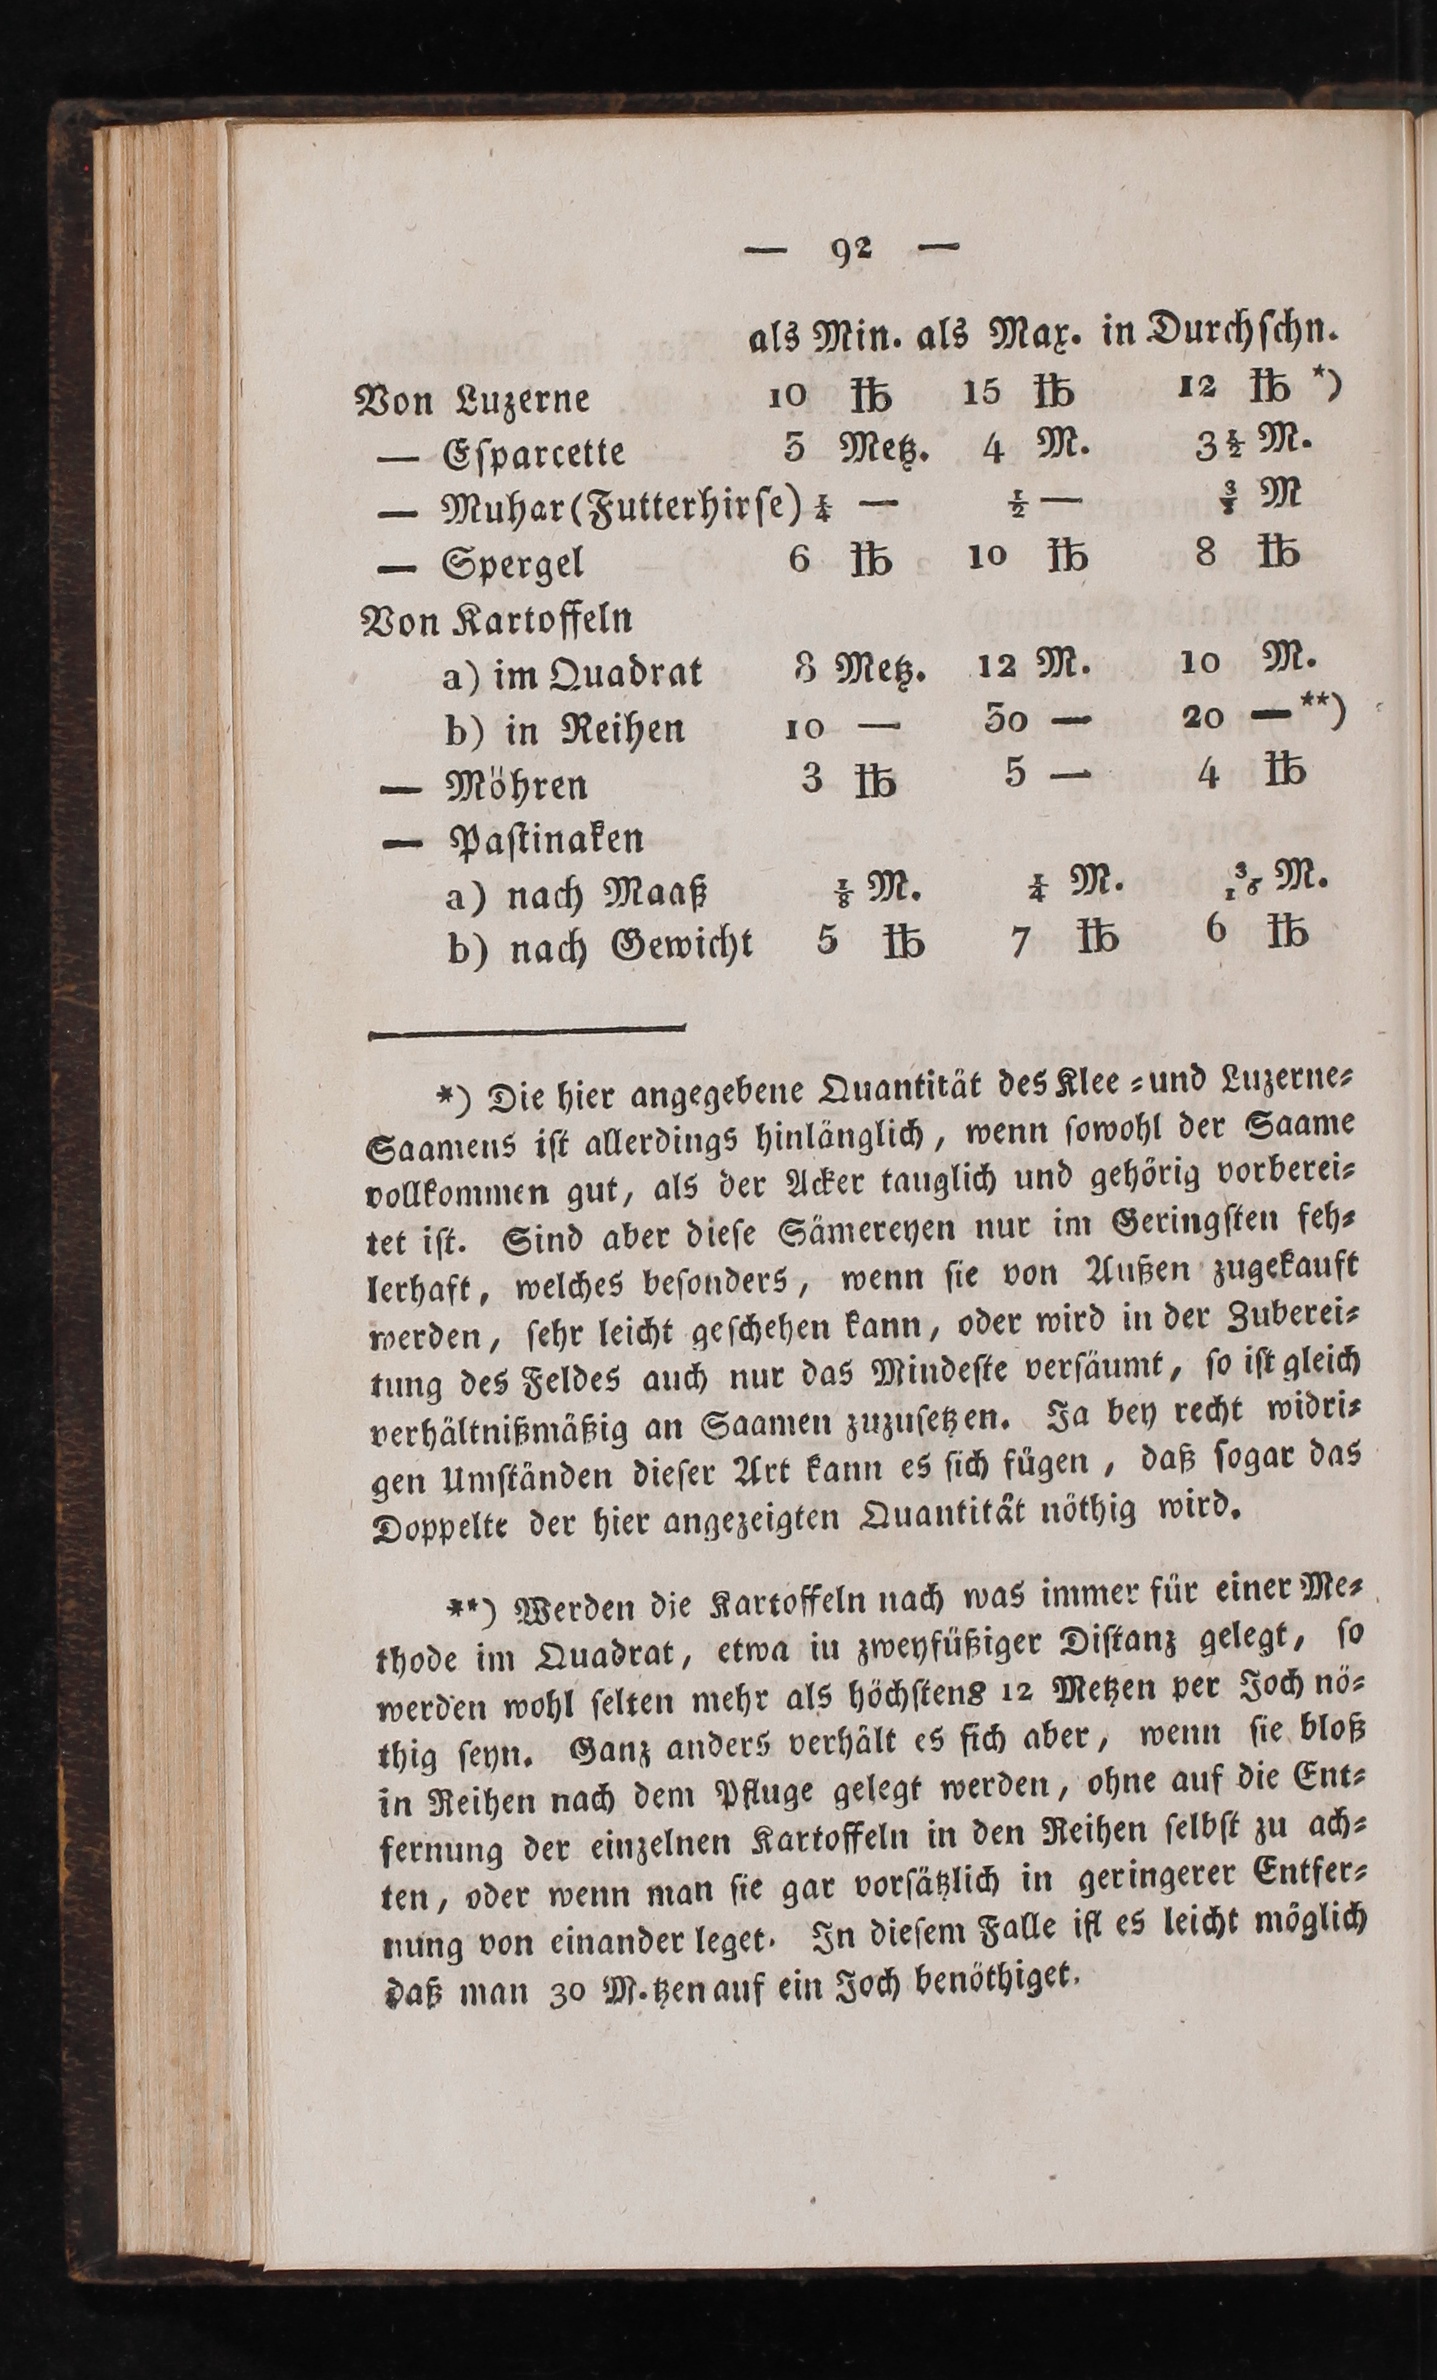 — 92 —
als Min. als Max. in Durchſchn.
Von Luzerne 10 ℔ 15 ℔ 12 ℔ *)
— Eſparcette 3 Metz. 4 M. 3½ M.
— Muhar (Futterhirſe) ¼ — ½ — ⅜ M
— Spergel 6 ℔ 10 ℔ 8 ℔
Von Kartoffeln
a) im Quadrat 8 Metz. 12 M. 10 M.
b) in Reihen 10 — 30 — 20 — **)
— Möhren 3 ℔ 5 — 4 ℔
— Paſtinaken
a) nach Maaß ⅛ M. ¼ M. 3/16 M.
b) nach Gewicht 5 ℔ 7 ℔ 6 ℔
*) Die hier angegebene Quantität des Klee = und Luzerne=
Saamens iſt allerdings hinlänglich, wenn ſowohl der Saame
vollkommen gut, als der Acker tauglich und gehörig vorberei=
tet iſt. Sind aber dieſe Sämereyen nur im Geringſten feh=
lerhaft, welches beſonders, wenn ſie von Außen zugekauft
werden, ſehr leicht geſchehen kann, oder wird in der Zuberei=
tung des Feldes auch nur das Mindeſte verſäumt, ſo iſt gleich
verhältnißmäßig an Saamen zuzuſetzen. Ja bey recht widri=
gen Umſtänden dieſer Art kann es ſich fügen, daß ſogar das
Doppelte der hier angezeigten Quantität nöthig wird.
**) Werden die Kartoffeln nach was immer für einer Me=
thode im Quadrat, etwa iu zweyfüßiger Diſtanz gelegt, ſo
werden wohl ſelten mehr als höchſtens 12 Metzen per Joch nö=
thig ſeyn. Ganz anders verhält es ſich aber, wenn ſie bloß
in Reihen nach dem Pfluge gelegt werden, ohne auf die Ent=
fernung der einzelnen Kartoffeln in den Reihen ſelbſt zu ach=
ten, oder wenn man ſie gar vorſätzlich in geringerer Entfer=
nung von einander leget. In dieſem Falle iſt es leicht möglich
daß man 30 M.tzen auf ein Joch benöthiget.